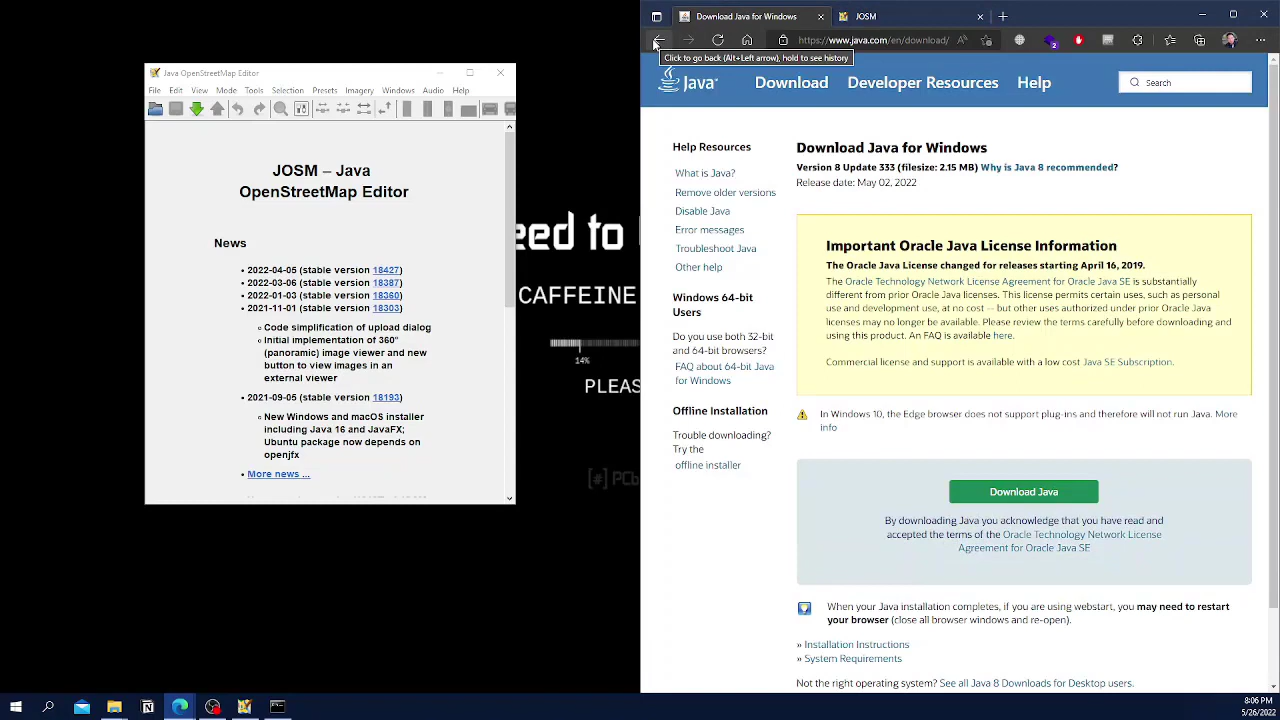 Java OpenStreetMap Editor
File Edit View Mode Tools Selection Presets Imagery Windows Audio Help
JOSM – Java
OpenStreetMap Editor
News
• 2022-04-05 (stable version 18427)
• 2022-03-06 (stable version 18387)
• 2022-01-03 (stable version 18360)
• 2021-11-01 (stable version 18303)
Code simplification of upload dialog
Initial implementation of 360°
(panoramic) image viewer and new
button to view images in an
external viewer
• 2021-09-05 (stable version 18193)
New Windows and macOS installer
including Java 16 and JavaFX;
Ubuntu package now depends on
openjfx
• More news ...
eed to
CAFFEINE
14%
PLEAS
[#] PCb
Download Java for Windows
JOSM
https://www.java.com/en/download/
Click to go back (Alt+Left arrow), hold to see history
Java
Download Developer Resources Help
Search
Help Resources
What is Java?
Remove older versions
Disable Java
Error messages
Troubleshoot Java
Other help
Windows 64-bit
Users
Do you use both 32-bit
and 64-bit browsers?
FAQ about 64-bit Java
for Windows
Offline Installation
Trouble downloading?
Try the
offline installer
Download Java for Windows
Version 8 Update 333 (filesize: 2.15 MB) Why is Java 8 recommended?
Release date: May 02, 2022
Important Oracle Java License Information
The Oracle Java License changed for releases starting April 16, 2019.
The Oracle Technology Network License Agreement for Oracle Java SE is substantially
different from prior Oracle Java licenses. This license permits certain uses, such as personal
use and development use, at no cost — but other uses authorized under prior Oracle Java
licenses may no longer be available. Please review the terms carefully before downloading and
using this product. An FAQ is available here.
Commercial license and support is available with a low cost Java SE Subscription.
In Windows 10, the Edge browser does not support plug-ins and therefore will not run Java. More
info
Download Java
By downloading Java you acknowledge that you have read and
accepted the terms of the Oracle Technology Network License
Agreement for Oracle Java SE
When your Java installation completes, if you are using webstart, you may need to restart
your browser (close all browser windows and re-open).
» Installation Instructions
» System Requirements
Not the right operating system? See all Java 8 Downloads for Desktop users.
8:06 PM
5/26/2022